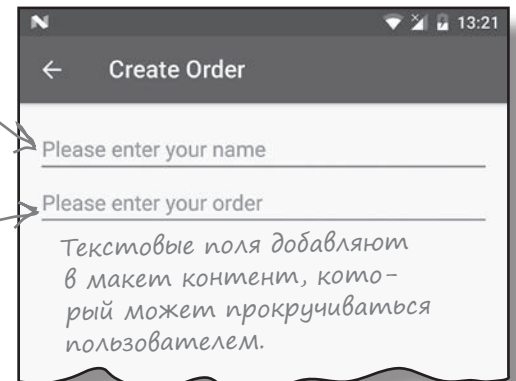 13:21
Create Order
Please enter your name
Please enter your order
Текстовые поля добавляют
в макет контент, кото-
рый может прокручиваться
пользователем.